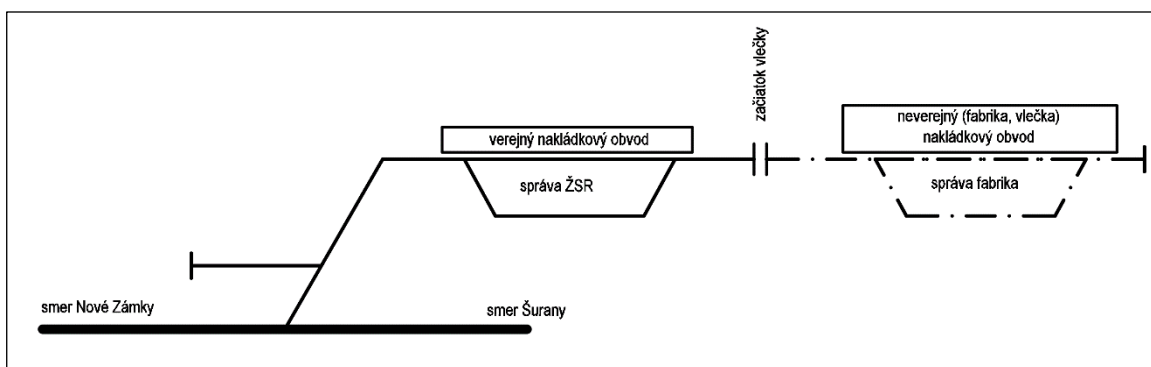 začiatok vlečky
verejný nakládkový obvod
neverejný (fabrika, vlečka)
nakládkový obvod
správa ŽSR
správa fabrika
smer Nové Zámky
smer Šurany